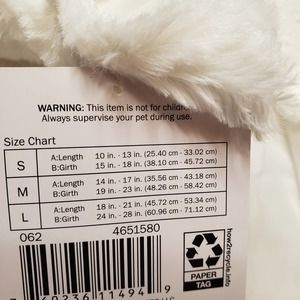 WARNING: This item is not for
Always supervise your pet during use.
Size Chart
S A:Length 10 in. - 13 in. (25.40 cm - 33.02 cm)
B:Girth 15 in. - 18 in. (38.10 cm - 45.72 cm)
M A:Length 14 in. - 17 in. (35.56 cm - 43.18 cm)
B:Girth 19 in. - 23 in. (48.26 cm - 58.42 cm)
L A:Length 18 in. - 21 in. (45.72 cm - 53.34 cm)
B:Girth 24 in. - 28 in. (60.96 cm - 71.12 cm)
062 4651580
60236 11494 9
PAPER
TAG
how2recycle.info